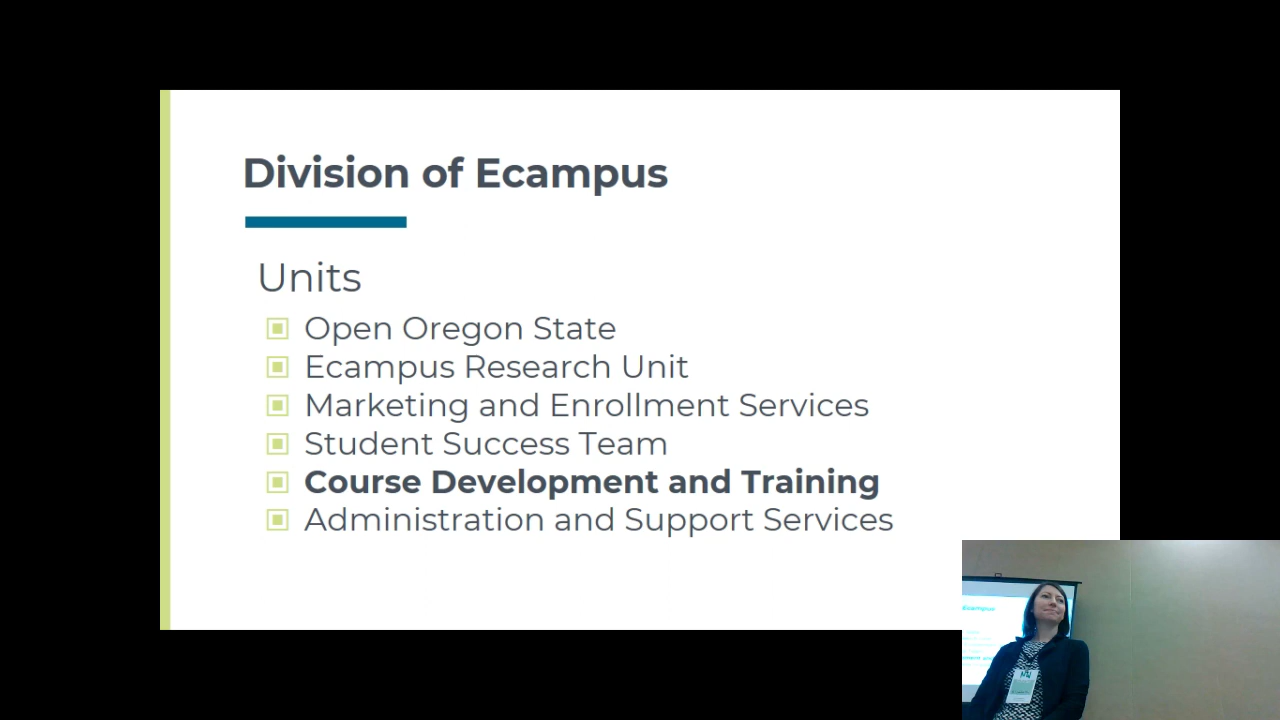 Division of Ecampus
Units
Open Oregon State
Ecampus Research Unit
Marketing and Enrollment Services
Student Success Team
Course Development and Training
Administration and Support Services
Ecampus